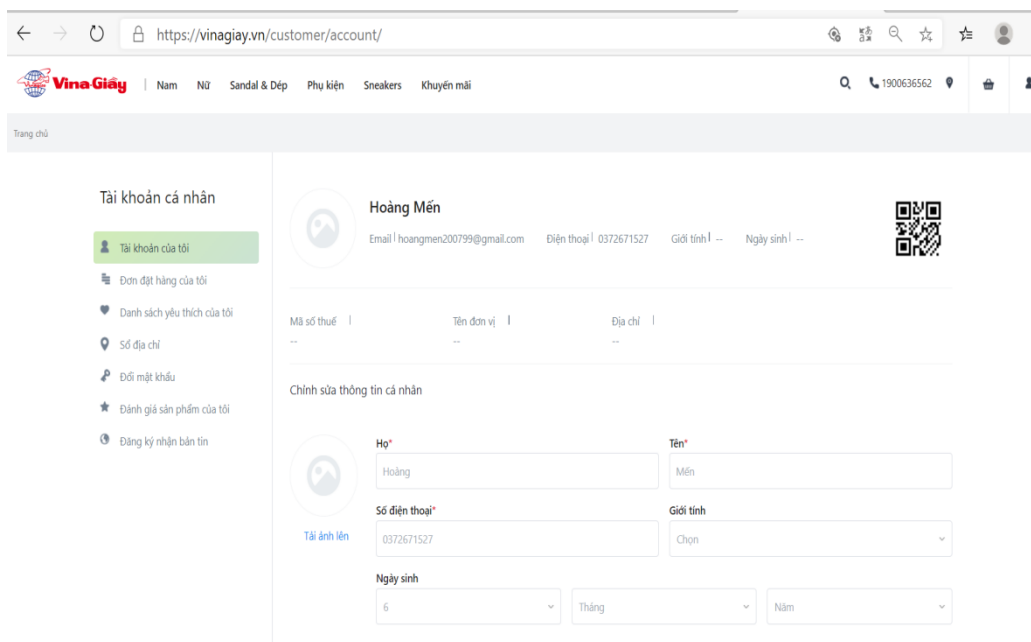 https://vinagiay.vn/customer/account/
Vina-Giầy
Nam Nữ Sandal & Dép Phụ kiện Sneakers Khuyến mãi
1900636562
Trang chủ
Tài khoản cá nhân
Tài khoản của tôi
Đơn đặt hàng của tôi
Danh sách yêu thích của tôi
Sổ địa chỉ
Đổi mật khẩu
Đánh giá sản phẩm của tôi
Đăng ký nhận bản tin
Hoàng Mến
Email hoangmen200799@gmail.com Điện thoại 0372671527 Giới tính -- Ngày sinh --
Mã số thuế Tên đơn vị Địa chỉ
-- -- --
Chỉnh sửa thông tin cá nhân
Họ* Tên*
Hoàng Mến
Số điện thoại* Giới tính
Tải ảnh lên 0372671527 Chọn
Ngày sinh
6 Tháng Năm